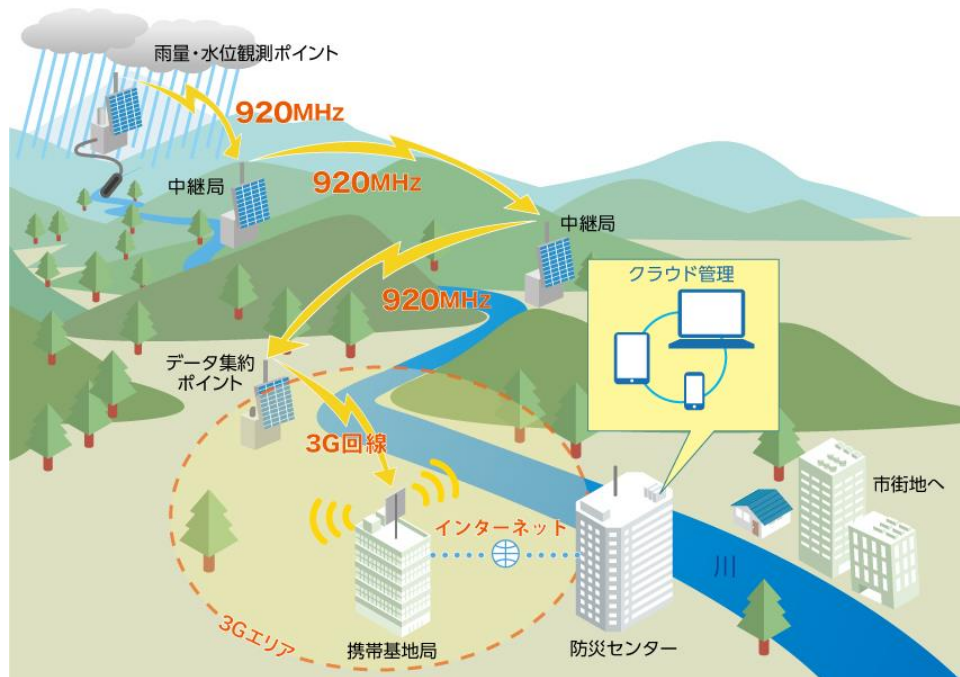 雨量・水位観測ポイント
920MHz
中継局
920MHz
中継局
920MHz
クラウド管理
データ集約
ポイント
3G回線
市街地へ
インターネット
川
3Gエリア
携帯基地局
防災センター